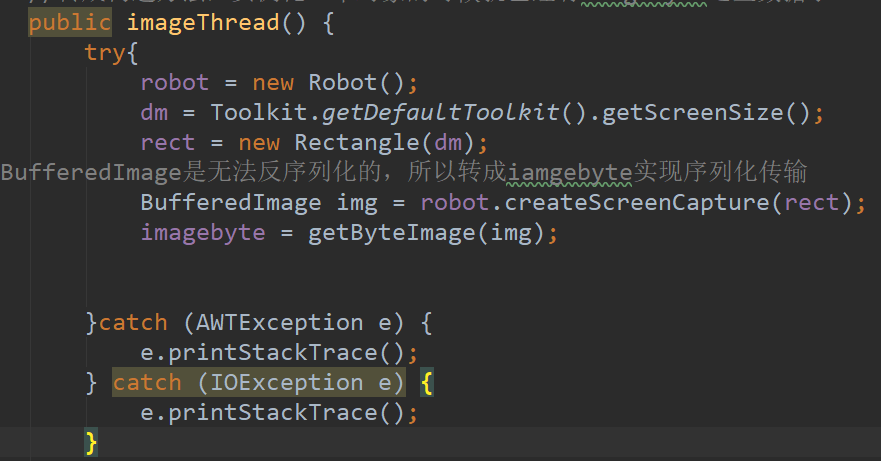 public imageThread() {
try{
robot = new Robot();
dm = Toolkit.getDefaultToolkit().getScreenSize();
rect = new Rectangle(dm);
BufferedImage是无法反序列化的，所以转成iamgebyte实现序列化传输
BufferedImage img = robot.createScreenCapture(rect);
imagebyte = getByteImage(img);
}catch (AWTException e) {
e.printStackTrace();
} catch (IOException e) {
e.printStackTrace();
}